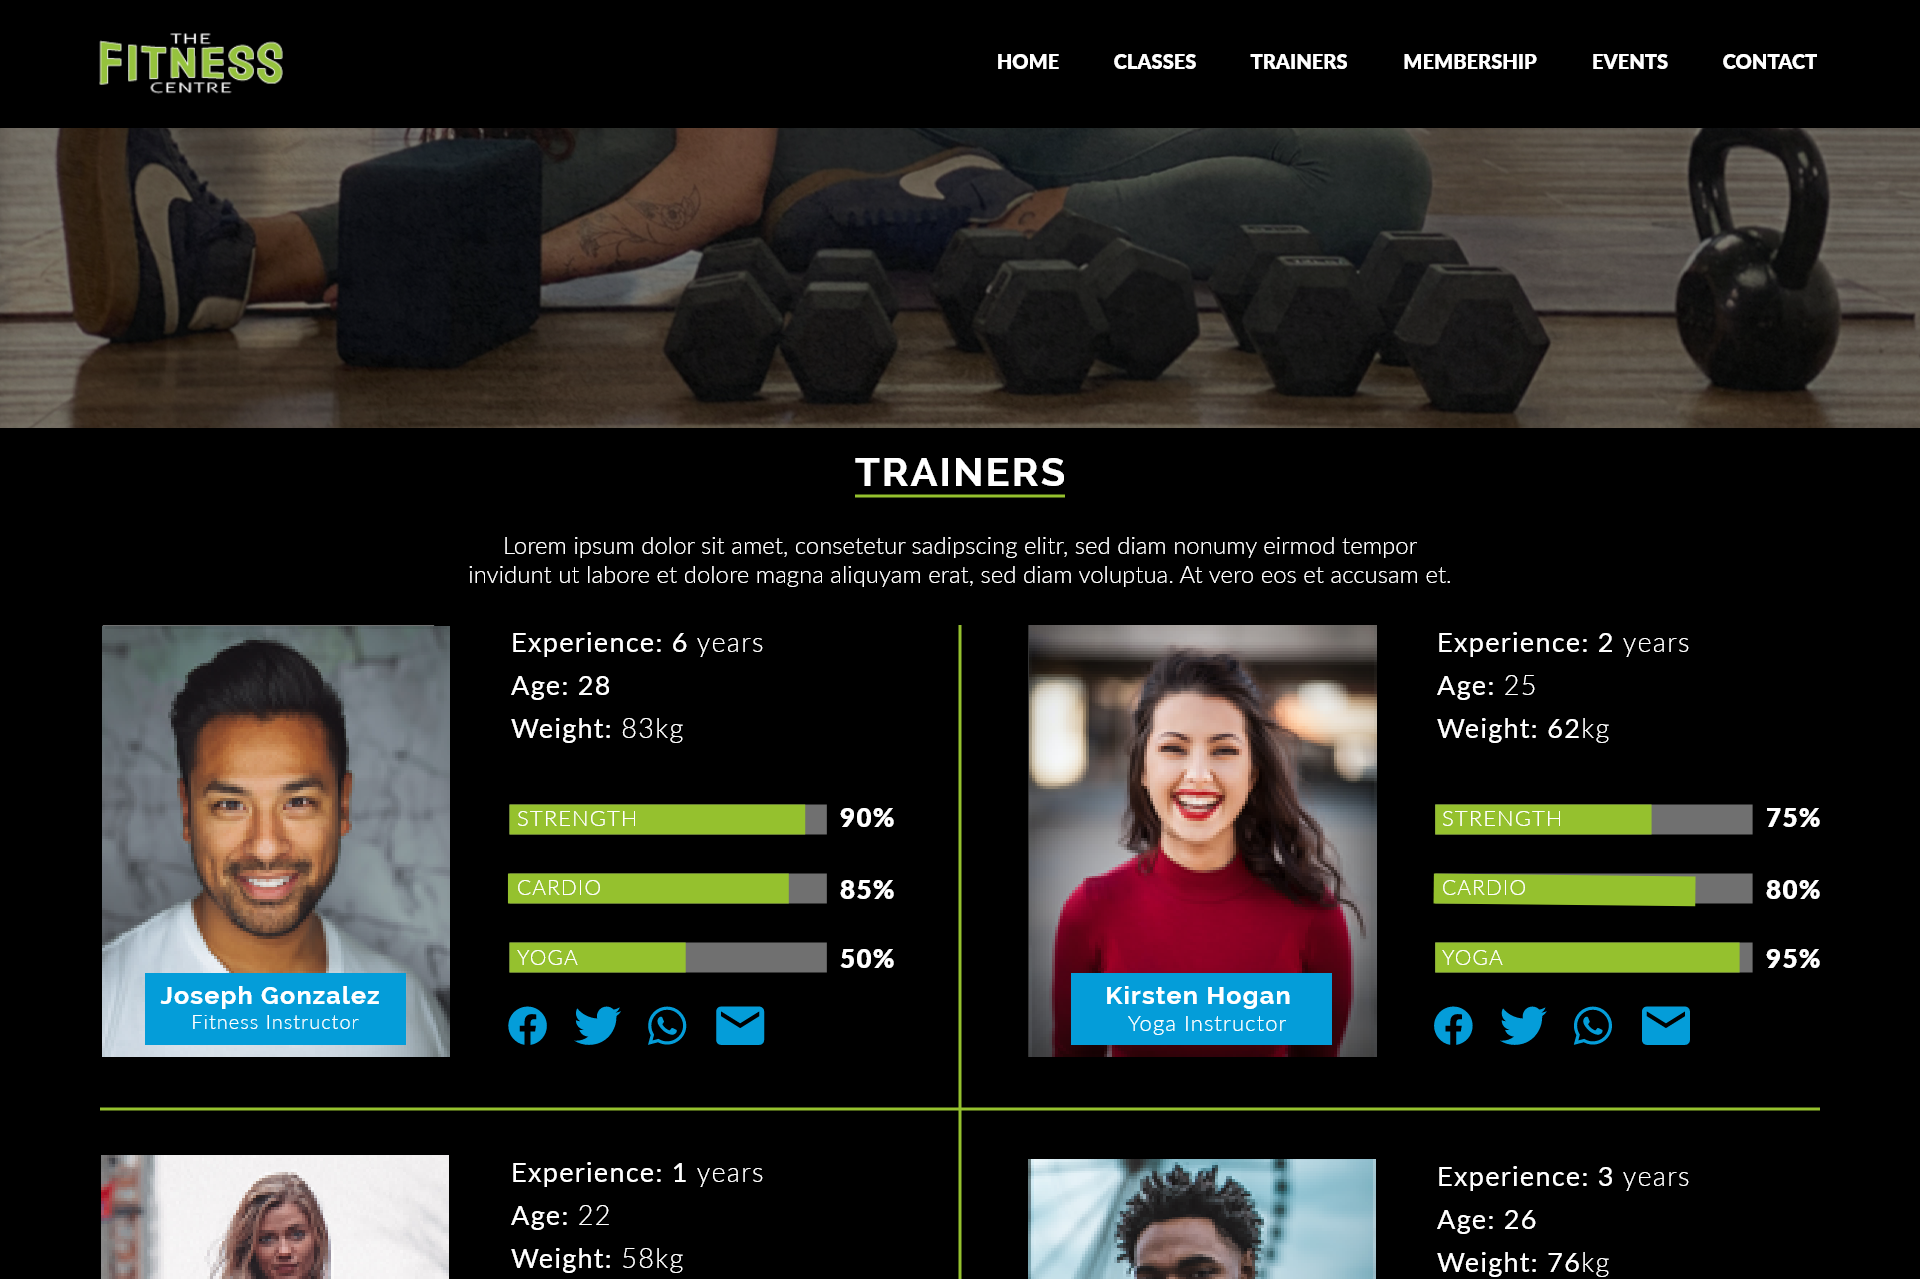 THE
FITNESS
CENTRE
HOME CLASSES TRAINERS MEMBERSHIP EVENTS CONTACT
TRAINERS
Lorem ipsum dolor sit amet, consetetur sadipscing elitr, sed diam nonumy eirmod tempor
invidunt ut labore et dolore magna aliquyam erat, sed diam voluptua. At vero eos et accusam et.
Experience: 6 years
Age: 28
Weight: 83kg
STRENGTH 90%
CARDIO 85%
YOGA 50%
Joseph Gonzalez
Fitness Instructor
Experience: 2 years
Age: 25
Weight: 62kg
STRENGTH 75%
CARDIO 80%
YOGA 95%
Kirsten Hogan
Yoga Instructor
Experience: 1 years
Age: 22
Weight: 58kg
Experience: 3 years
Age: 26
Weight: 76kg